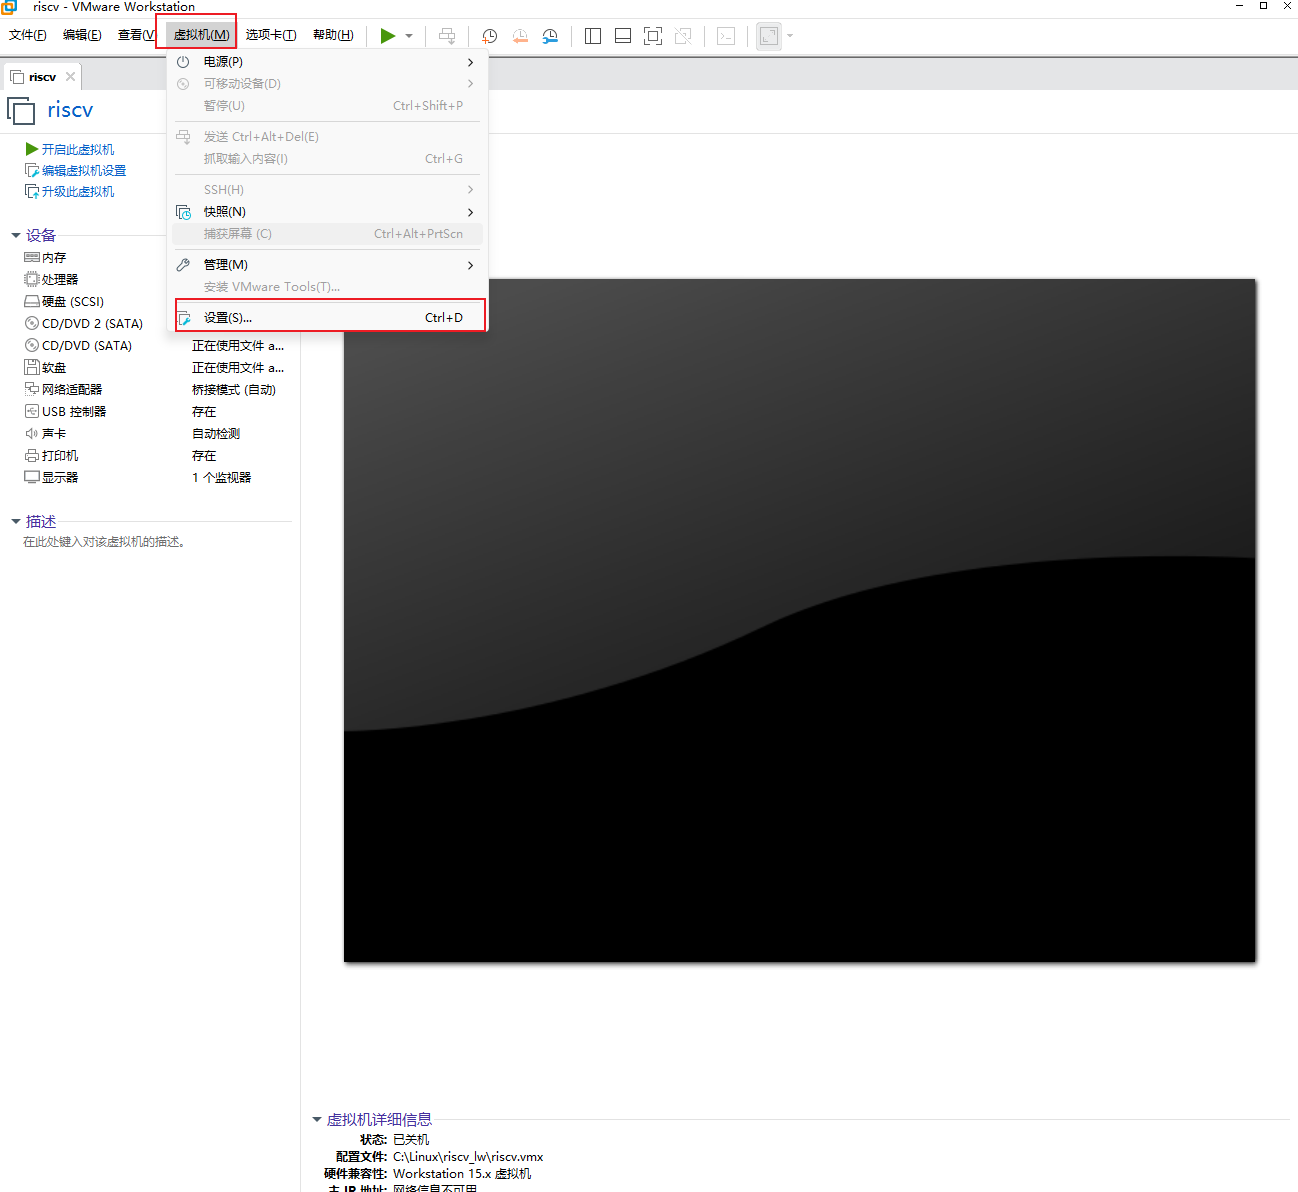 riscv - VMware Workstation
文件(F) 编辑(E) 查看(V 虚拟机(M) 选项卡(T) 帮助(H)
riscv
riscv
开启此虚拟机
编辑虚拟机设置
升级此虚拟机
电源(P)
可移动设备(D)
暂停(U) Ctrl+Shift+P
发送 Ctrl+Alt+Del(E)
抓取输入内容(I) Ctrl+G
SSH(H)
快照(N)
捕获屏幕 (C) Ctrl+Alt+PrtScn
管理(M)
安装 VMware Tools(T)...
设置(S)... Ctrl+D
设备
内存
处理器
硬盘 (SCSI)
CD/DVD 2 (SATA)
CD/DVD (SATA) 正在使用文件 a...
软盘 正在使用文件 a...
网络适配器 桥接模式 (自动)
USB 控制器 存在
声卡 自动检测
打印机 存在
显示器 1 个监视器
描述
在此处键入对该虚拟机的描述。
虚拟机详细信息
状态: 已关机
配置文件: C:\Linux\riscv_lw\riscv.vmx
硬件兼容性: Workstation 15.x 虚拟机
主 IP 地址: 网络信息不可用